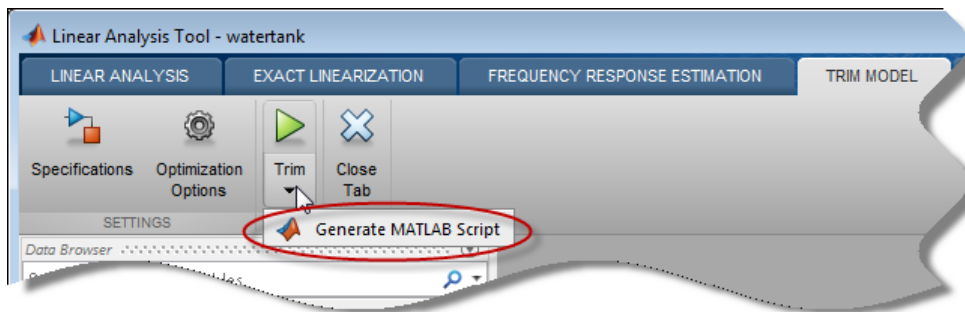 Linear Analysis Tool - watertank
LINEAR ANALYSIS EXACT LINEARIZATION FREQUENCY RESPONSE ESTIMATION TRIM MODEL
Specifications Optimization Options Trim Close Tab
SETTINGS
Generate MATLAB Script
Data Browser